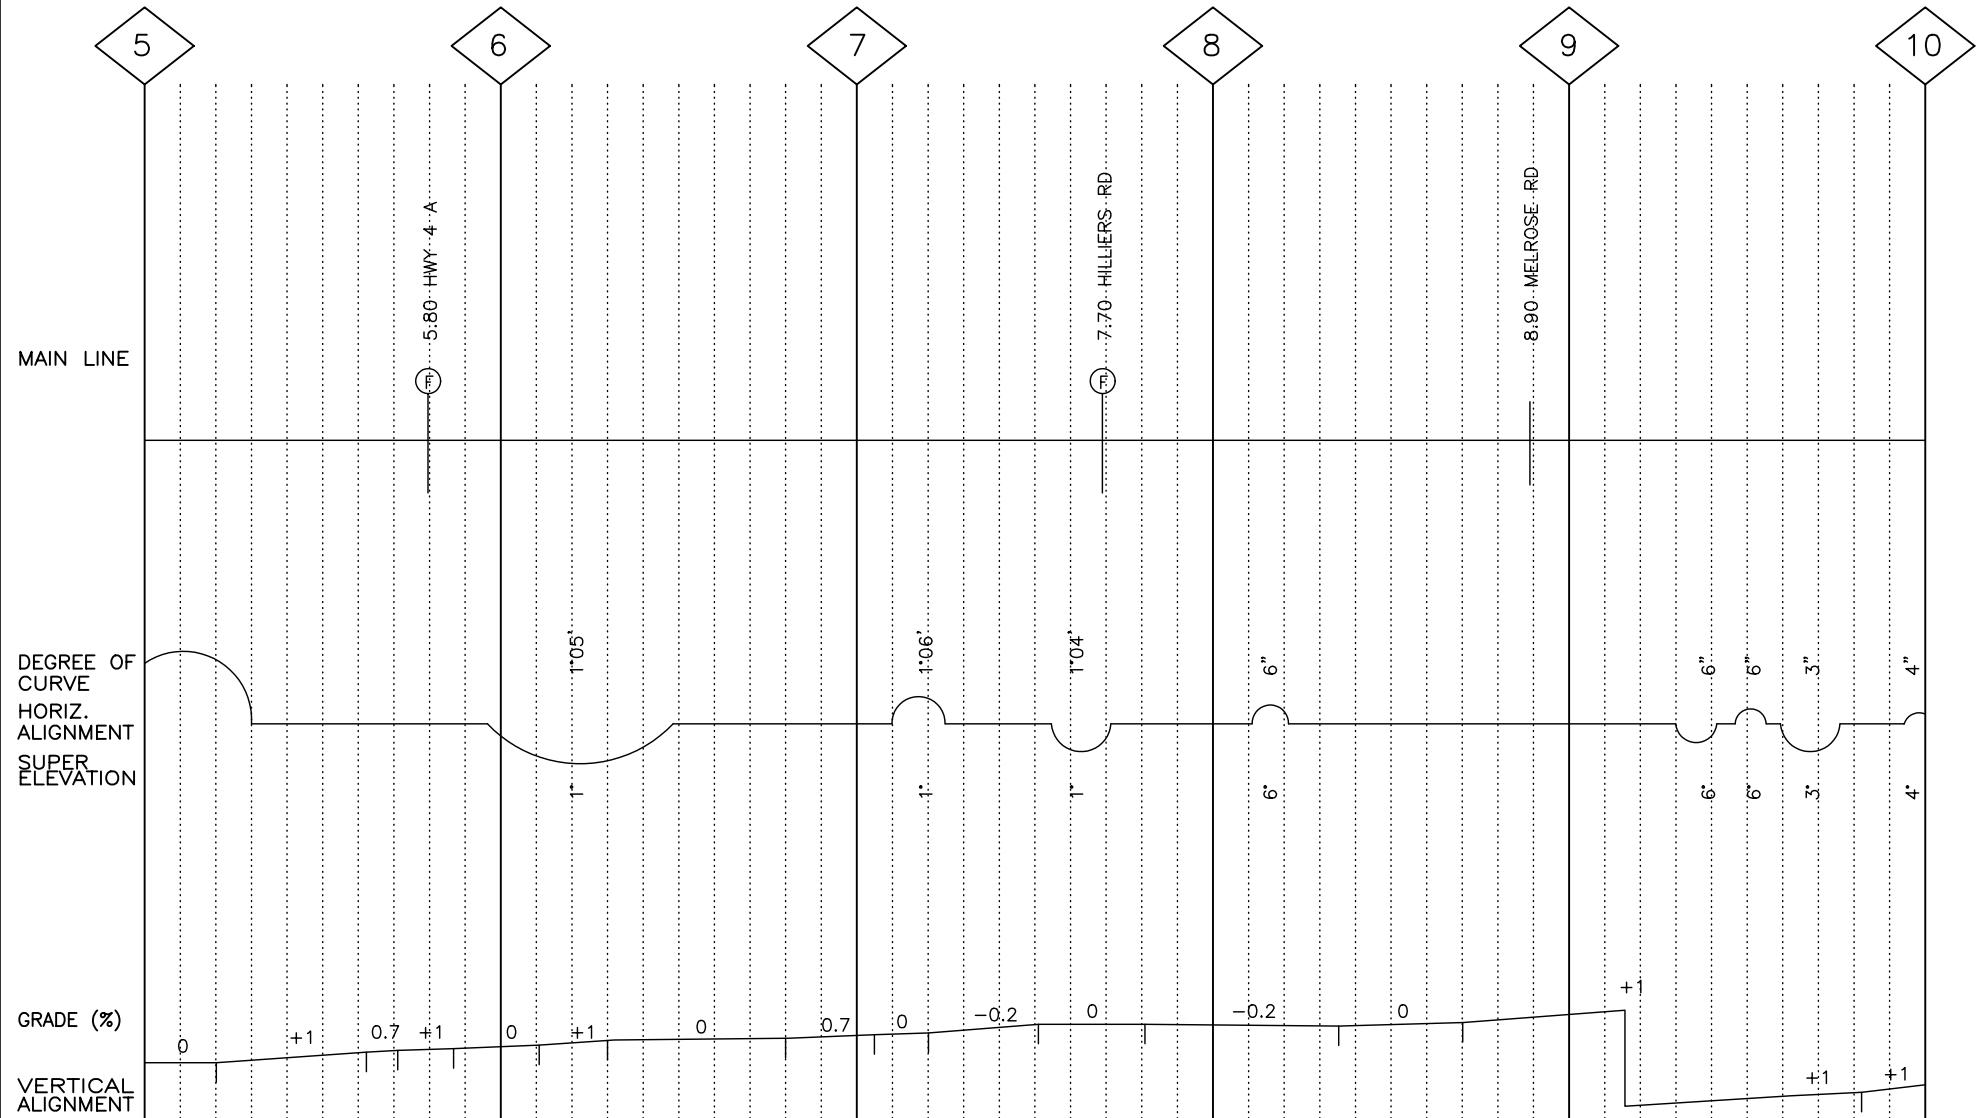 5 6 7 8 9 10
5.80 HWY 4 A
7.70 HILLIERS RD
8.90 MELROSE RD
MAIN LINE
F F
DEGREE OF
CURVE
1°05' 1°06' 1°04' 6" 6" 6" 3" 4"
HORIZ.
ALIGNMENT
SUPER
ELEVATION
1° 1° 1° 6° 6° 6° 3° 4°
GRADE (%)
0 +1 0.7 +1 0 +1 0 0.7 0 -0.2 0 -0.2 0 +1 +1 +1
VERTICAL
ALIGNMENT